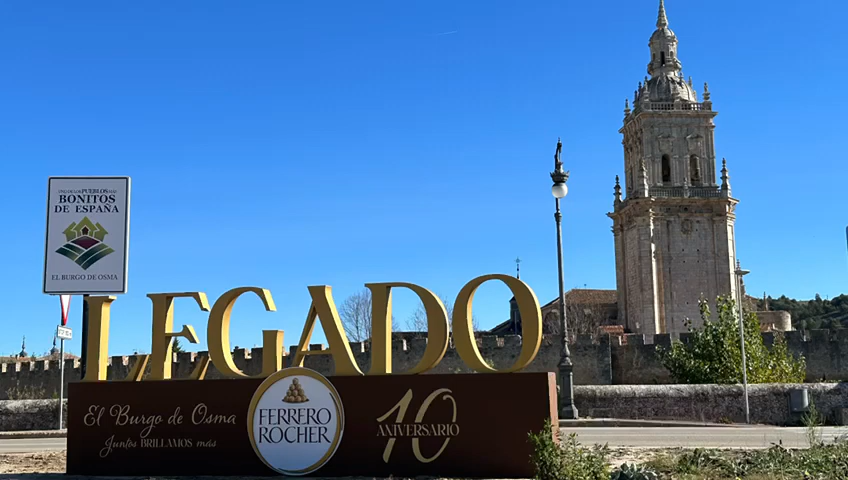 UNO DE LOS PUEBLOS MÁS
BONITOS
DE ESPAÑA
EL BURGO DE OSMA
LEGADO
El Burgo de Osma
Juntos BRILLAMOS más
FERRERO
ROCHER
10
ANIVERSARIO